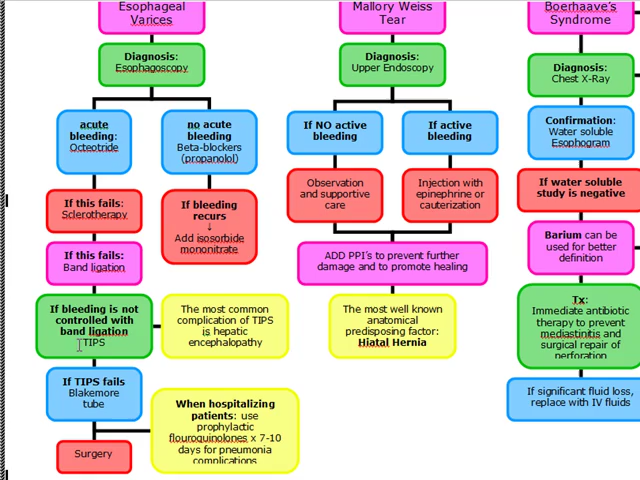 Esophageal
Varices
Diagnosis:
Esophagoscopy
acute
bleeding:
Octeotride
no acute
bleeding
Beta-blockers
(propanolol)
If this fails:
Sclerotherapy
If bleeding
recurs
↓
Add isosorbide
mononitrate
If this fails:
Band ligation
If bleeding is not
controlled with
band ligation
TIPS
The most common
complication of TIPS
is hepatic
encephalopathy
If TIPS fails
Blakemore
tube
When hospitalizing
patients: use
prophylactic
flouroquinolones x 7-10
days for pneumonia
complications
Surgery
Mallory Weiss
Tear
Diagnosis:
Upper Endoscopy
If NO active
bleeding
If active
bleeding
Observation
and supportive
care
Injection with
epinephrine or
cauterization
ADD PPI's to prevent further
damage and to promote healing
The most well known
anatomical
predisposing factor:
Hiatal Hernia
Boerhaave's
Syndrome
Diagnosis:
Chest X-Ray
Confirmation:
Water soluble
Esophogram
If water soluble
study is negative
Barium can be
used for better
definition
Tx:
Immediate antibiotic
therapy to prevent
mediastinitis and
surgical repair of
perforation
If significant fluid loss,
replace with IV fluids